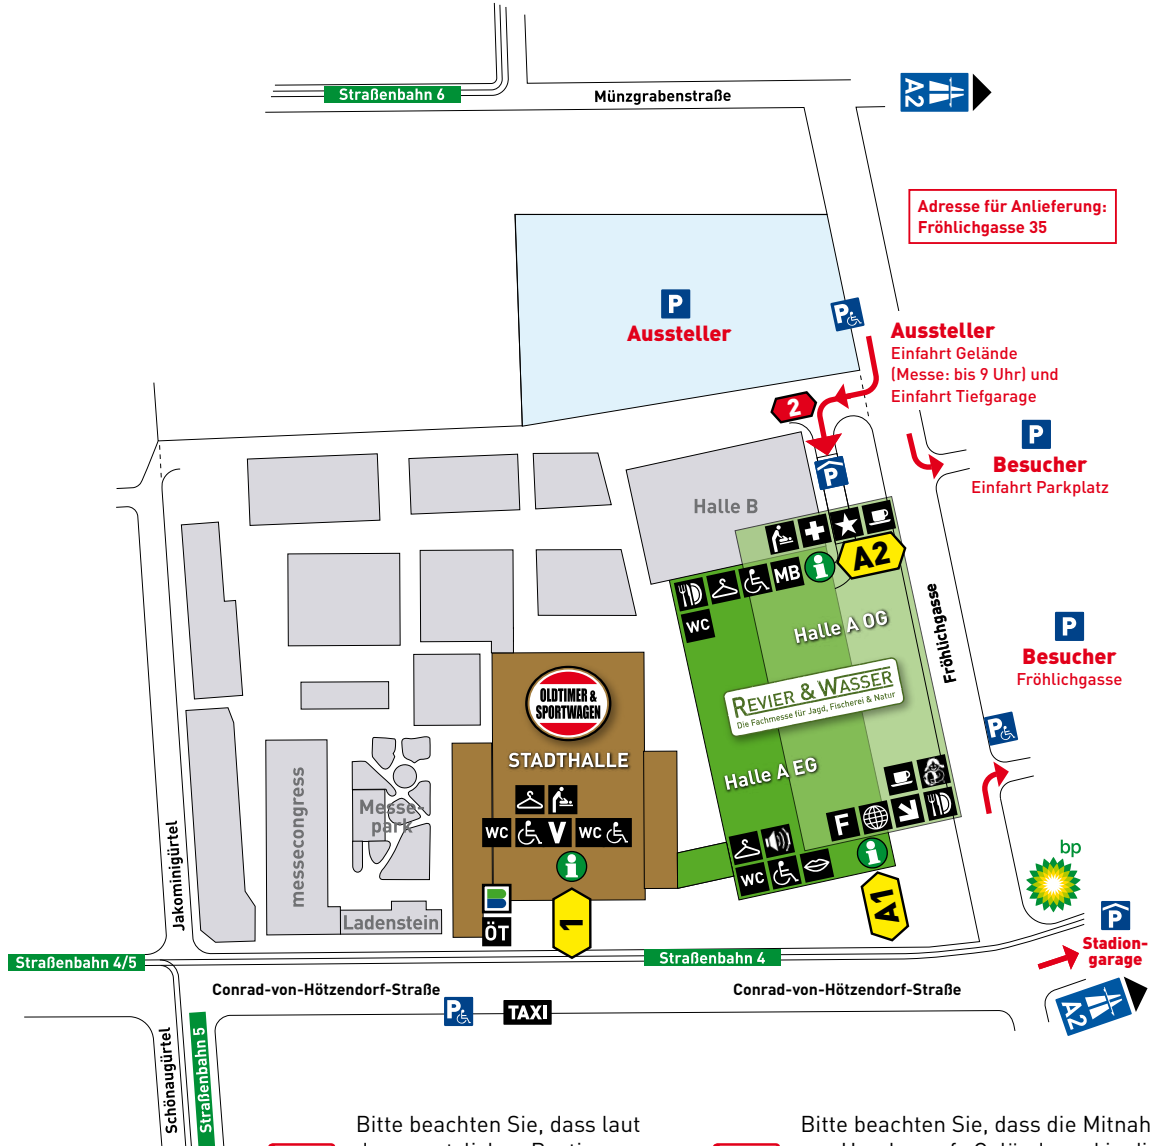 Straßenbahn 6
Münzgrabenstraße
A2
Adresse für Anlieferung:
Fröhlichgasse 35
P
Aussteller
P
Aussteller
Einfahrt Gelände
(Messe: bis 9 Uhr) und
Einfahrt Tiefgarage
2
P
P
Besucher
Einfahrt Parkplatz
Halle B
A2
MB
i
WC
Halle A OG
Fröhlichgasse
P
Besucher
Fröhlichgasse
REVIER & WASSER
Die Fachmesse für Jagd, Fischerei & Natur
OLDTIMER &
SPORTWAGEN
STADTHALLE
P
Halle A EG
messecongress
Messe-
park
WC
V
WC
F
i
WC
i
A1
bp
Jakominigürtel
Ladenstein
B
ÖT
1
P
Stadion-
garage
Straßenbahn 4/5
Straßenbahn 4
Conrad-von-Hötzendorf-Straße
Conrad-von-Hötzendorf-Straße
P
TAXI
A2
Schönaugürtel
Straßenbahn 5
Bitte beachten Sie, dass laut
Bitte beachten Sie, dass die Mitnah